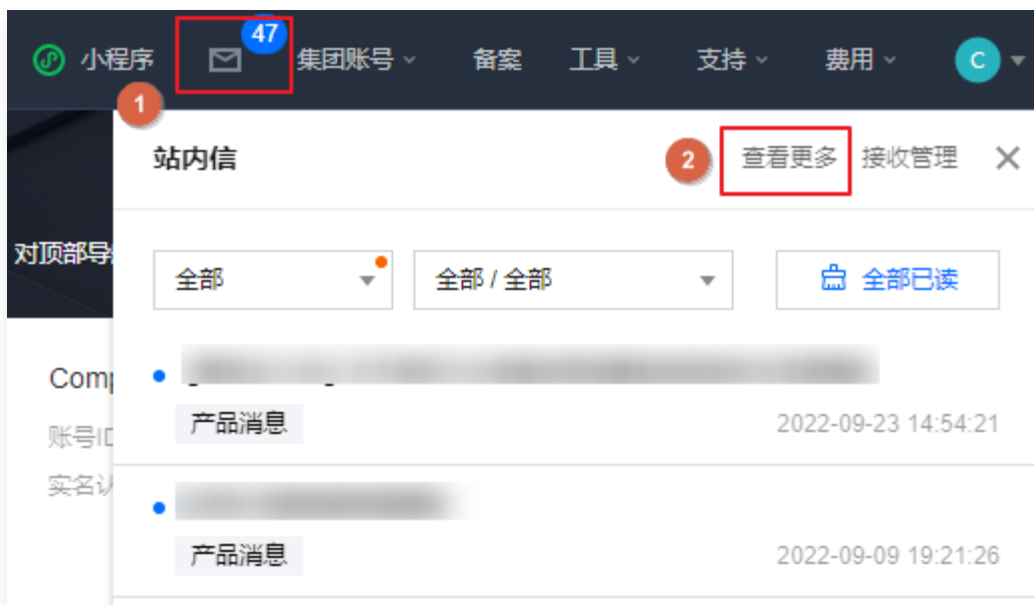 小程序 47 集团账号 备案 工具 支持 费用 C
1
站内信 2 查看更多 接收管理
对顶部导
全部 全部 / 全部 全部已读
Comp
产品消息 2022-09-23 14:54:21
账号ID
实名认
产品消息 2022-09-09 19:21:26